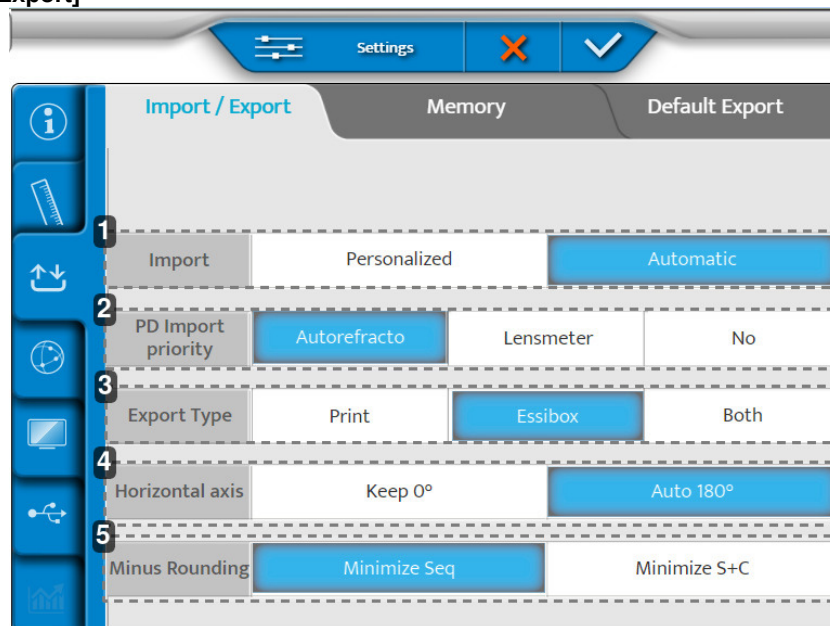 Export]
Settings
Import / Export Memory Default Export
1
Import Personalized Automatic
2
PD Import
priority Autorefracto Lensmeter No
3
Export Type Print Essibox Both
4
Horizontal axis Keep 0° Auto 180°
5
Minus Rounding Minimize Seq Minimize S+C